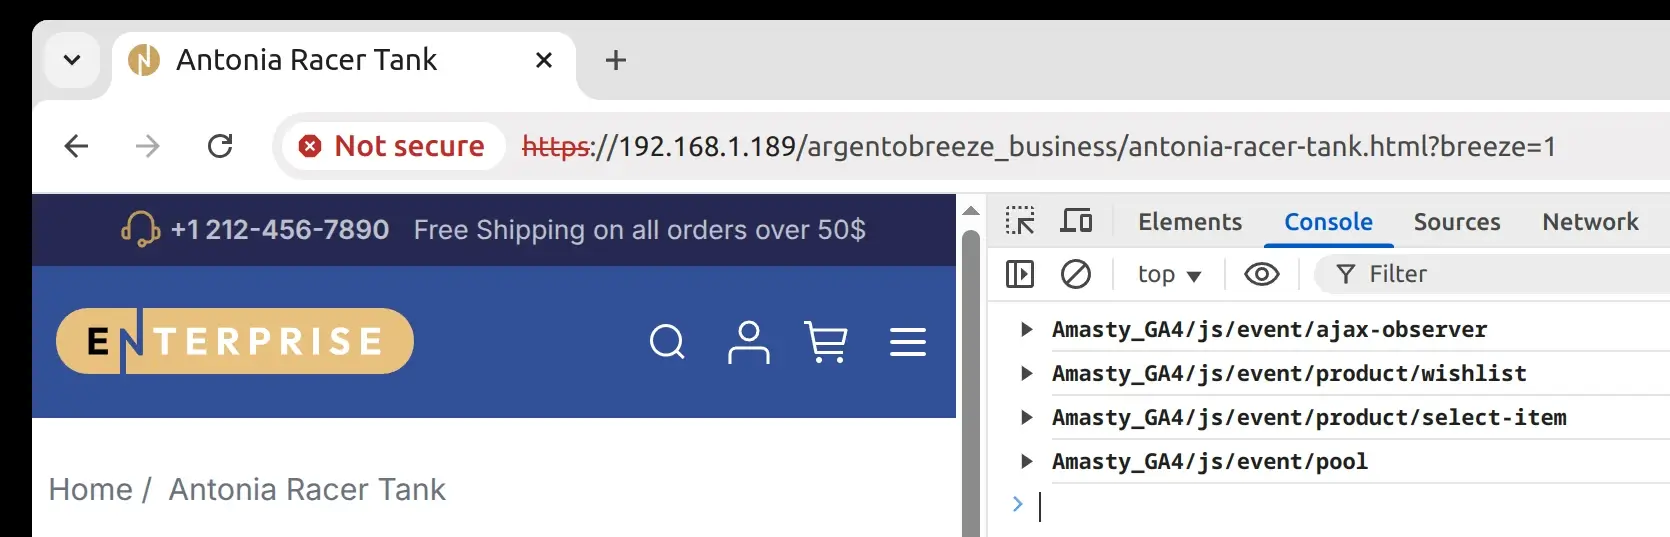 Antonia Racer Tank
Not secure https://192.168.1.189/argentobreeze_business/antonia-racer-tank.html?breeze=1
+1 212-456-7890 Free Shipping on all orders over 50$
ENTERPRISE
Home / Antonia Racer Tank
Elements Console Sources Network
top Filter
Amasty_GA4/js/event/ajax-observer
Amasty_GA4/js/event/product/wishlist
Amasty_GA4/js/event/product/select-item
Amasty_GA4/js/event/pool